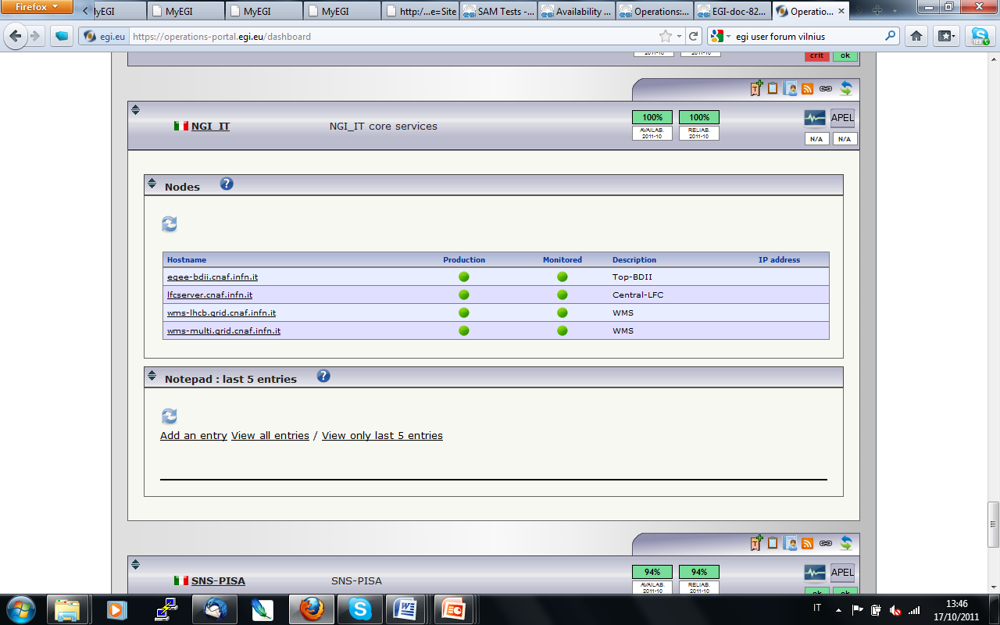 Firefox
MyEGI MyEGI MyEGI MyEGI http:/...e=Site SAM Tests -... Availability ... Operations:... EGI-doc-82... Operatio...
egi.eu https://operations-portal.egi.eu/dashboard egi user forum vilnius
2011-10 2011-10 crit ok
NGI_IT NGI_IT core services 100% 100% APEL
AVAILAB. RELIAB.
2011-10 2011-10 N/A N/A
Nodes
Hostname Production Monitored Description IP address
egee-bdii.cnaf.infn.it Top-BDII
lfcserver.cnaf.infn.it Central-LFC
wms-lhcb.grid.cnaf.infn.it WMS
wms-multi.grid.cnaf.infn.it WMS
Notepad : last 5 entries
Add an entry View all entries / View only last 5 entries
SNS-PISA SNS-PISA 94% 94% APEL
AVAILAB. RELIAB.
2011-10 2011-10 ok ok
IT 13:46
17/10/2011